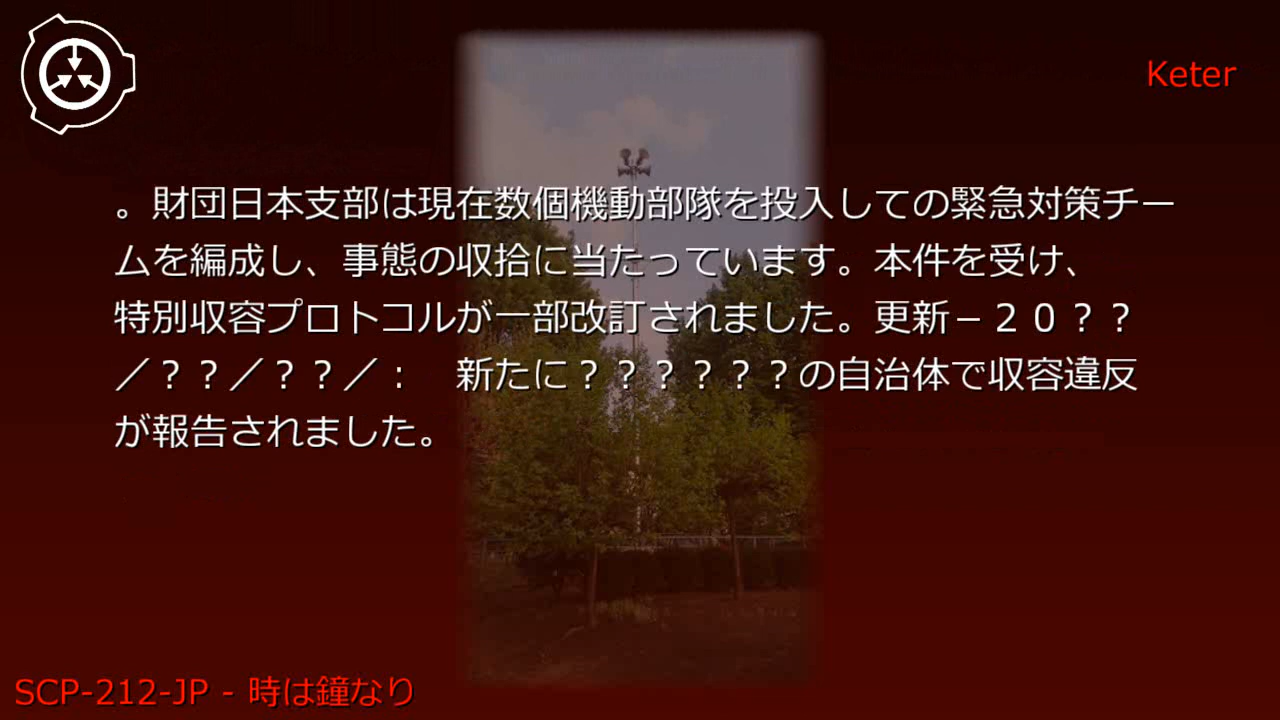 Keter
。財団日本支部は現在数個機動部隊を投入しての緊急対策チー
ムを編成し、事態の収拾に当たっています。本件を受け、
特別収容プロトコルが一部改訂されました。更新－２０？？
／？？／？？／：　新たに？？？？？？の自治体で収容違反
が報告されました。
SCP-212-JP - 時は鐘なり